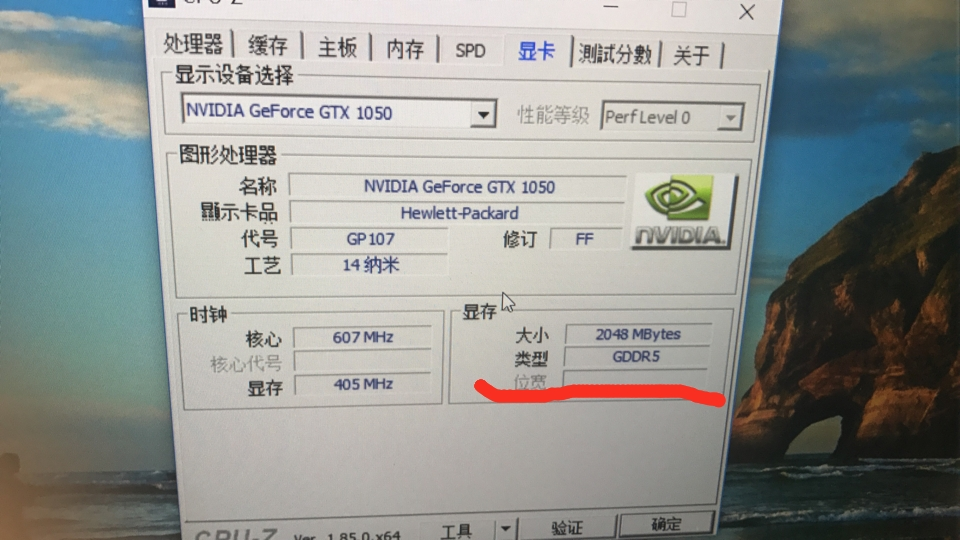 CPU-Z
处理器 缓存 主板 内存 SPD 显卡 測試分數 关于
显示设备选择
NVIDIA GeForce GTX 1050 性能等级 Perf Level 0
图形处理器
名称 NVIDIA GeForce GTX 1050
顯示卡品 Hewlett-Packard
代号 GP107 修订 FF
工艺 14 纳米
NVIDIA.
时钟
核心 607 MHz
核心代号
显存 405 MHz
显存
大小 2048 MBytes
类型 GDDR5
位宽
CPU-Z Ver. 1.85.0.x64 工具 验证 确定